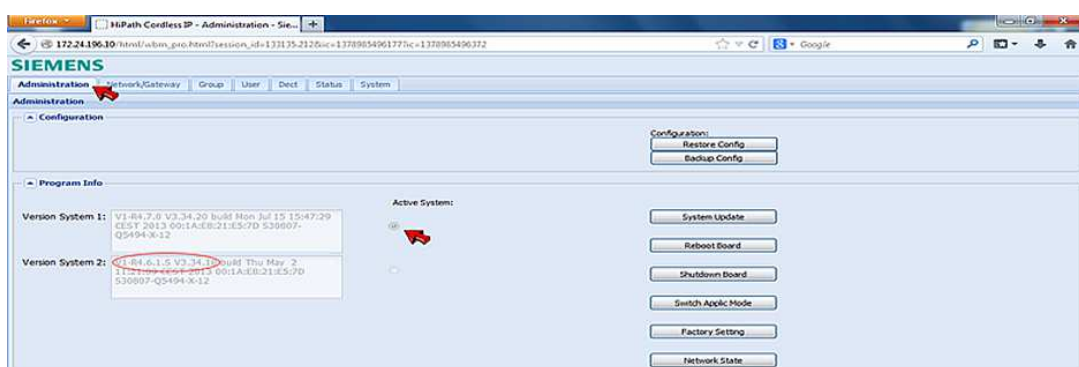 Firefox
HiPath Cordless IP - Administration - Sie...
172.24.196.10/html/wbm_pro.html?session_id=133135.212&ic=1378985496177?ic=1378985496372
Google
SIEMENS
Administration Network/Gateway Group User Dect Status System
Administration
Configuration
Configuration:
Restore Config
Backup Config
Program Info
Active System:
Version System 1:
V1-R4.7.0 V3.34.20 build Mon Jul 15 15:47:29
CEST 2013 00:1A:E8:21:E5:7D S30807-
Q5494-X-12
System Update
Reboot Board
Version System 2:
V1-R4.6.1.5 V3.34.18 build Thu May 2
CEST 2013 00:1A:E8:21:E5:7D
S30807-Q5494-X-12
Shutdown Board
Switch Applic Mode
Factory Setting
Network State